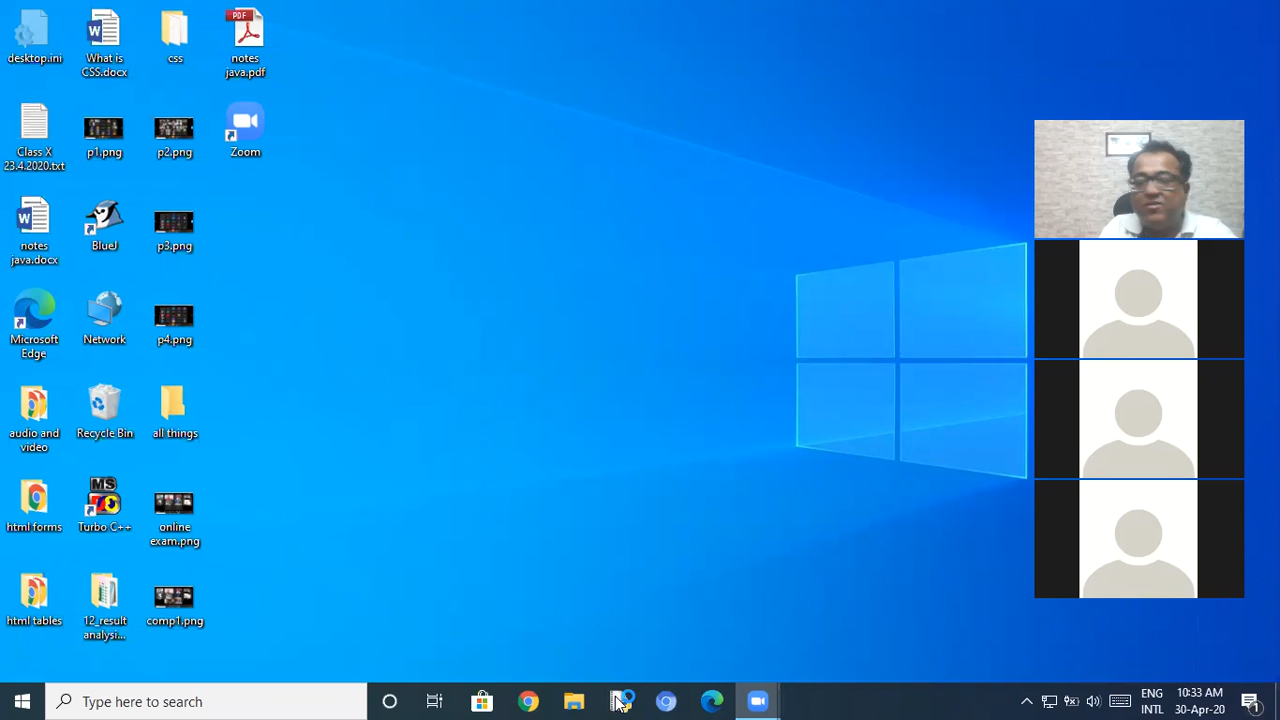 desktop.ini
What is
CSS.docx
css
notes
java.pdf
PDF
Class X
23.4.2020.txt
p1.png
p2.png
Zoom
notes
java.docx
BlueJ
p3.png
Microsoft
Edge
Network
p4.png
audio and
video
Recycle Bin
all things
html forms
MS
Turbo C++
online
exam.png
html tables
12_result
analysi...
comp1.png
Type here to search
ENG
INTL
10:33 AM
30-Apr-20
1